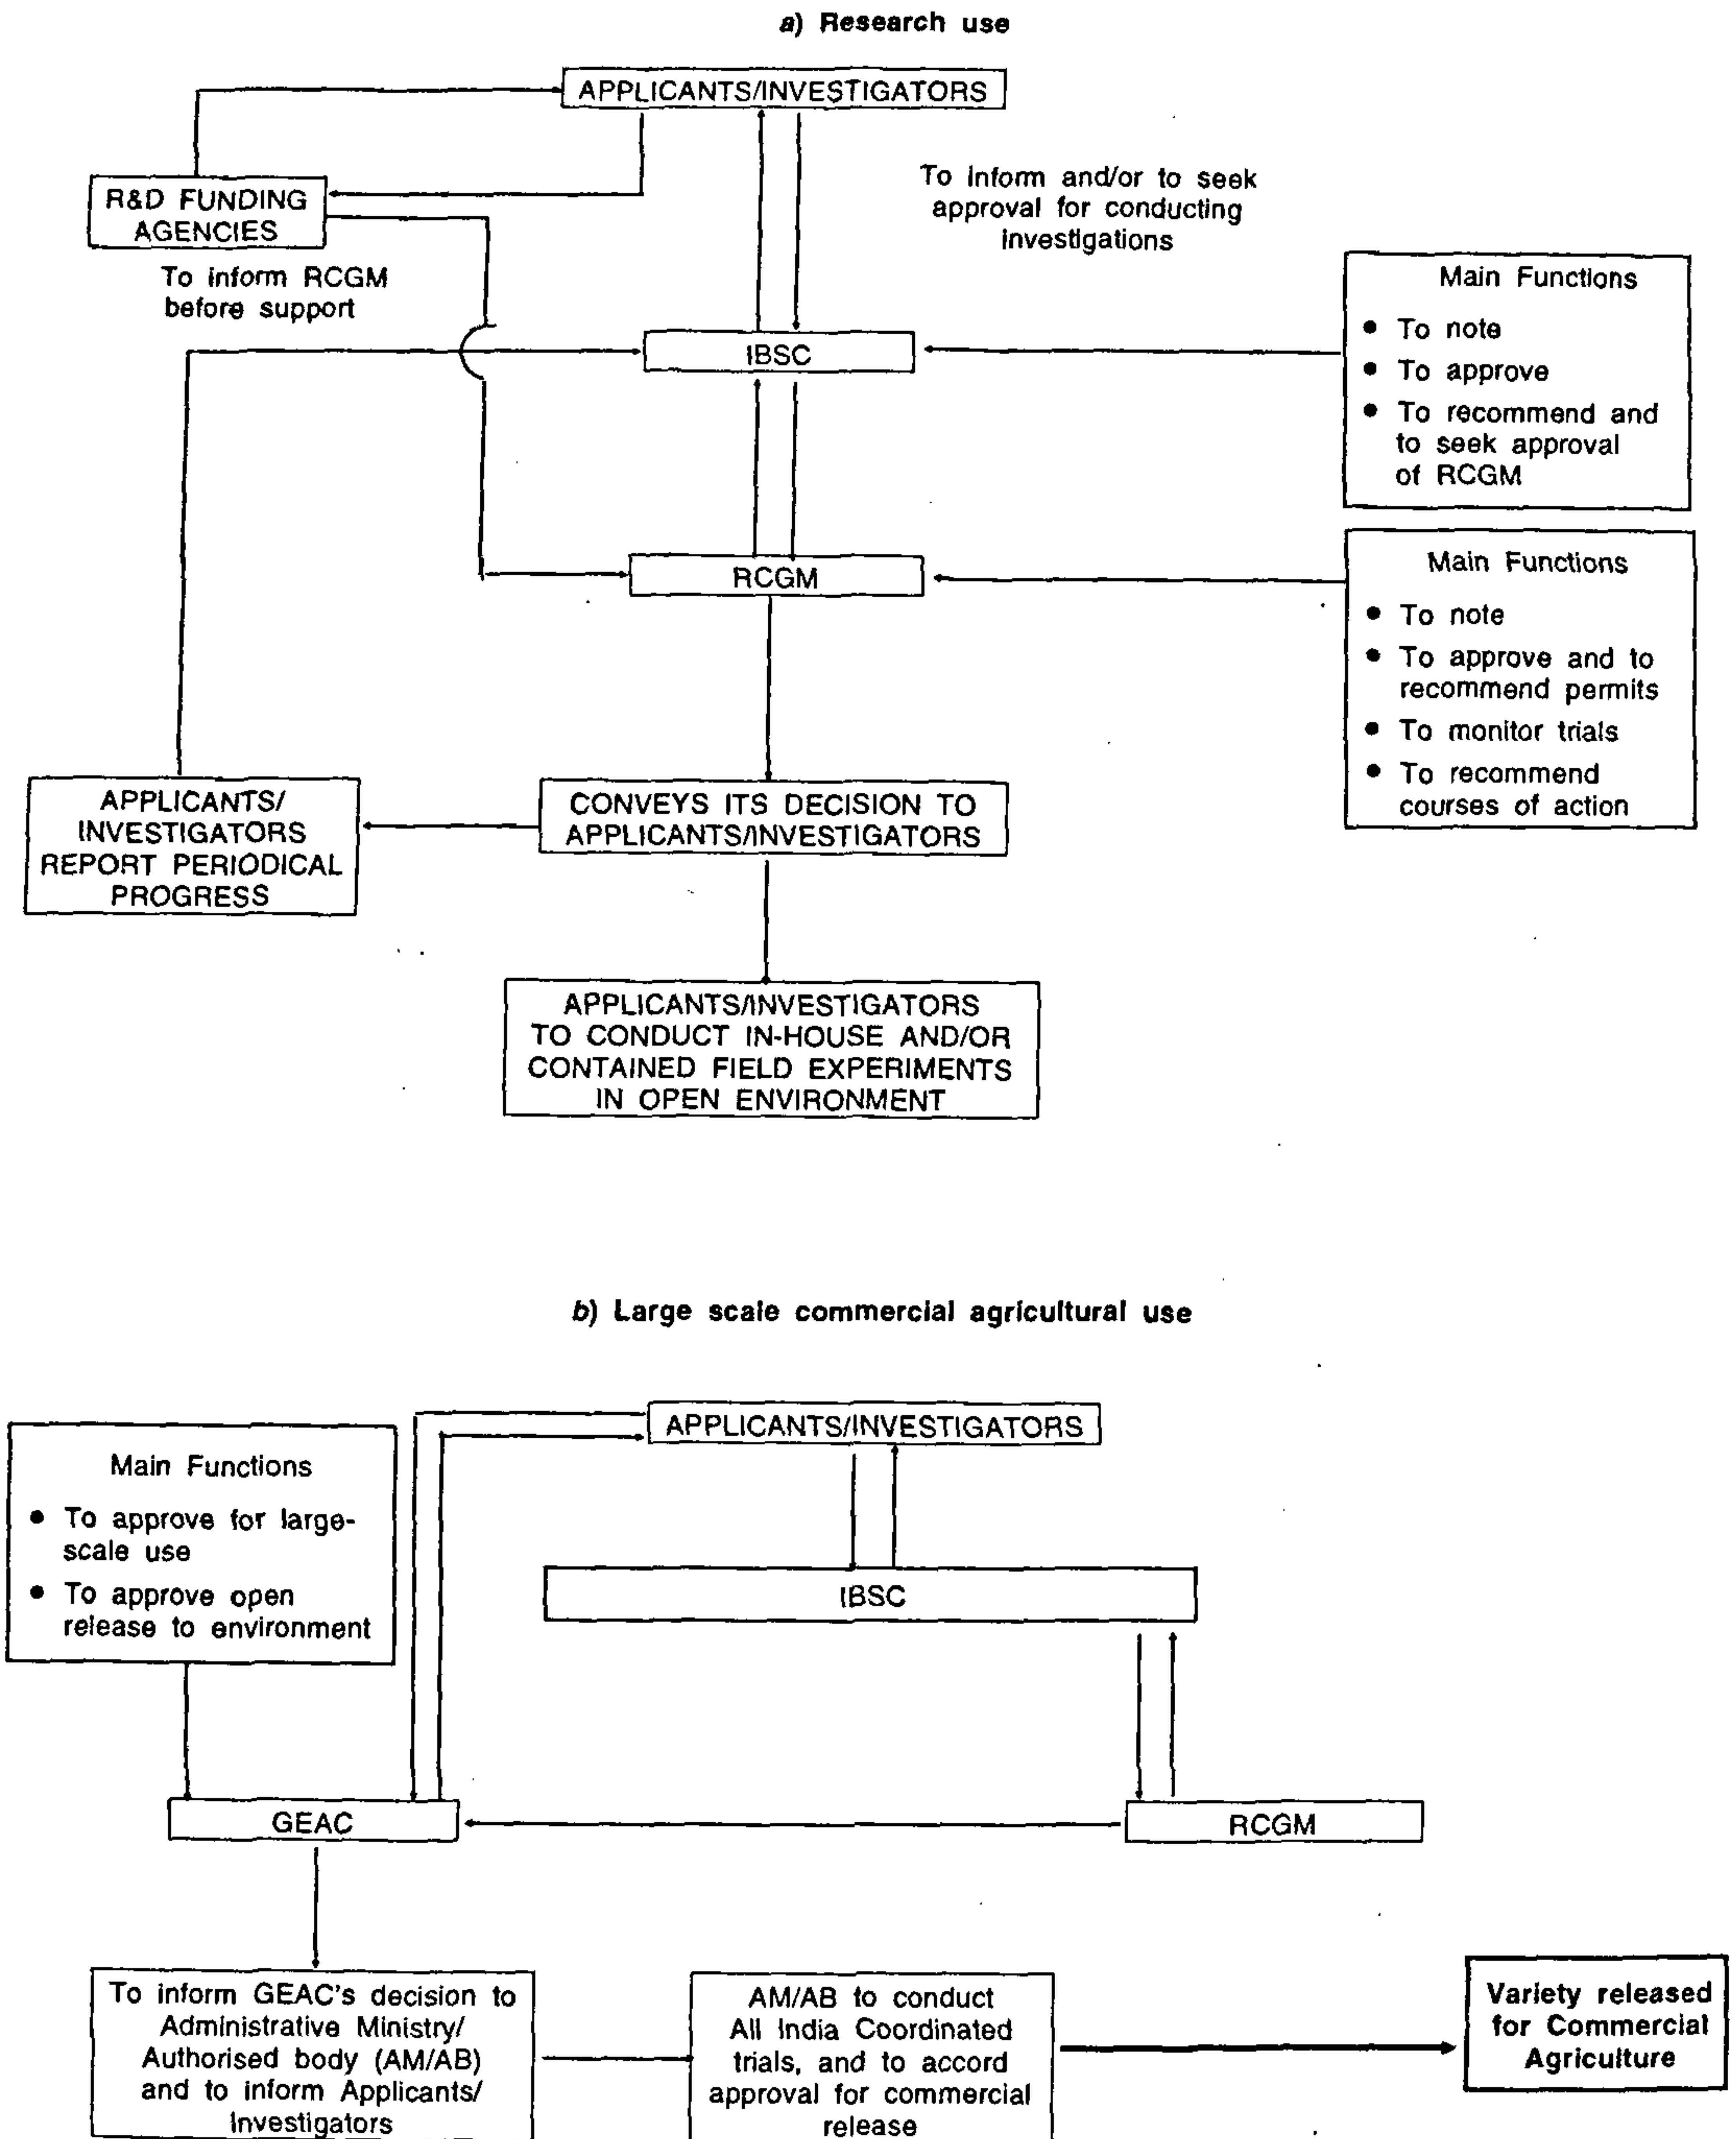 a) Research use
APPLICANTS/INVESTIGATORS
R&D FUNDING
AGENCIES
To inform RCGM
before support
To inform and/or to seek
approval for conducting
investigations
IBSC
Main Functions
• To note
• To approve
• To recommend and
to seek approval
of RCGM
RCGM
Main Functions
• To note
• To approve and to
recommend permits
• To monitor trials
• To recommend
courses of action
APPLICANTS/
INVESTIGATORS
REPORT PERIODICAL
PROGRESS
CONVEYS ITS DECISION TO
APPLICANTS/INVESTIGATORS
APPLICANTS/INVESTIGATORS
TO CONDUCT IN-HOUSE AND/OR
CONTAINED FIELD EXPERIMENTS
IN OPEN ENVIRONMENT
b) Large scale commercial agricultural use
APPLICANTS/INVESTIGATORS
Main Functions
• To approve for large-
scale use
• To approve open
release to environment
IBSC
GEAC
RCGM
To inform GEAC's decision to
Administrative Ministry/
Authorised body (AM/AB)
and to inform Applicants/
Investigators
AM/AB to conduct
All India Coordinated
trials, and to accord
approval for commercial
release
Variety released
for Commercial
Agriculture